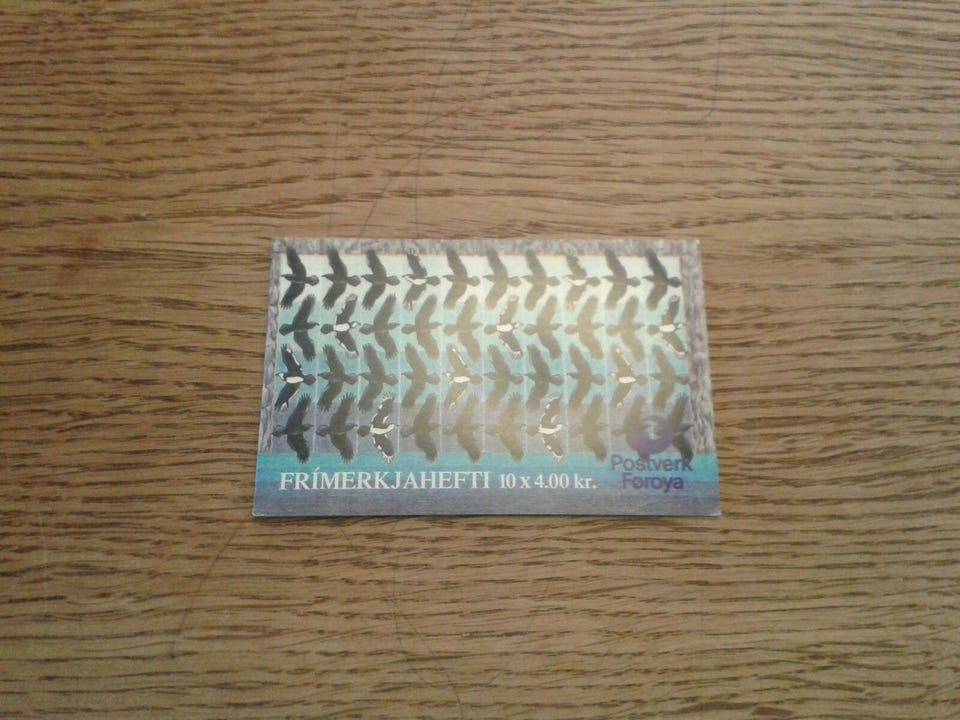 FRÍMERKJAHEFTI 10 x 4.00 kr.
Postverk
Føroya